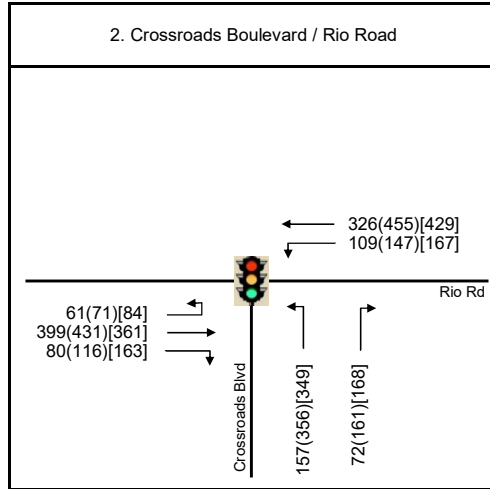 2. Crossroads Boulevard / Rio Road
326(455)[429]
109(147)[167]
Rio Rd
61(71)[84]
399(431)[361]
80(116)[163]
Crossroads Blvd
157(356)[349]
72(161)[168]